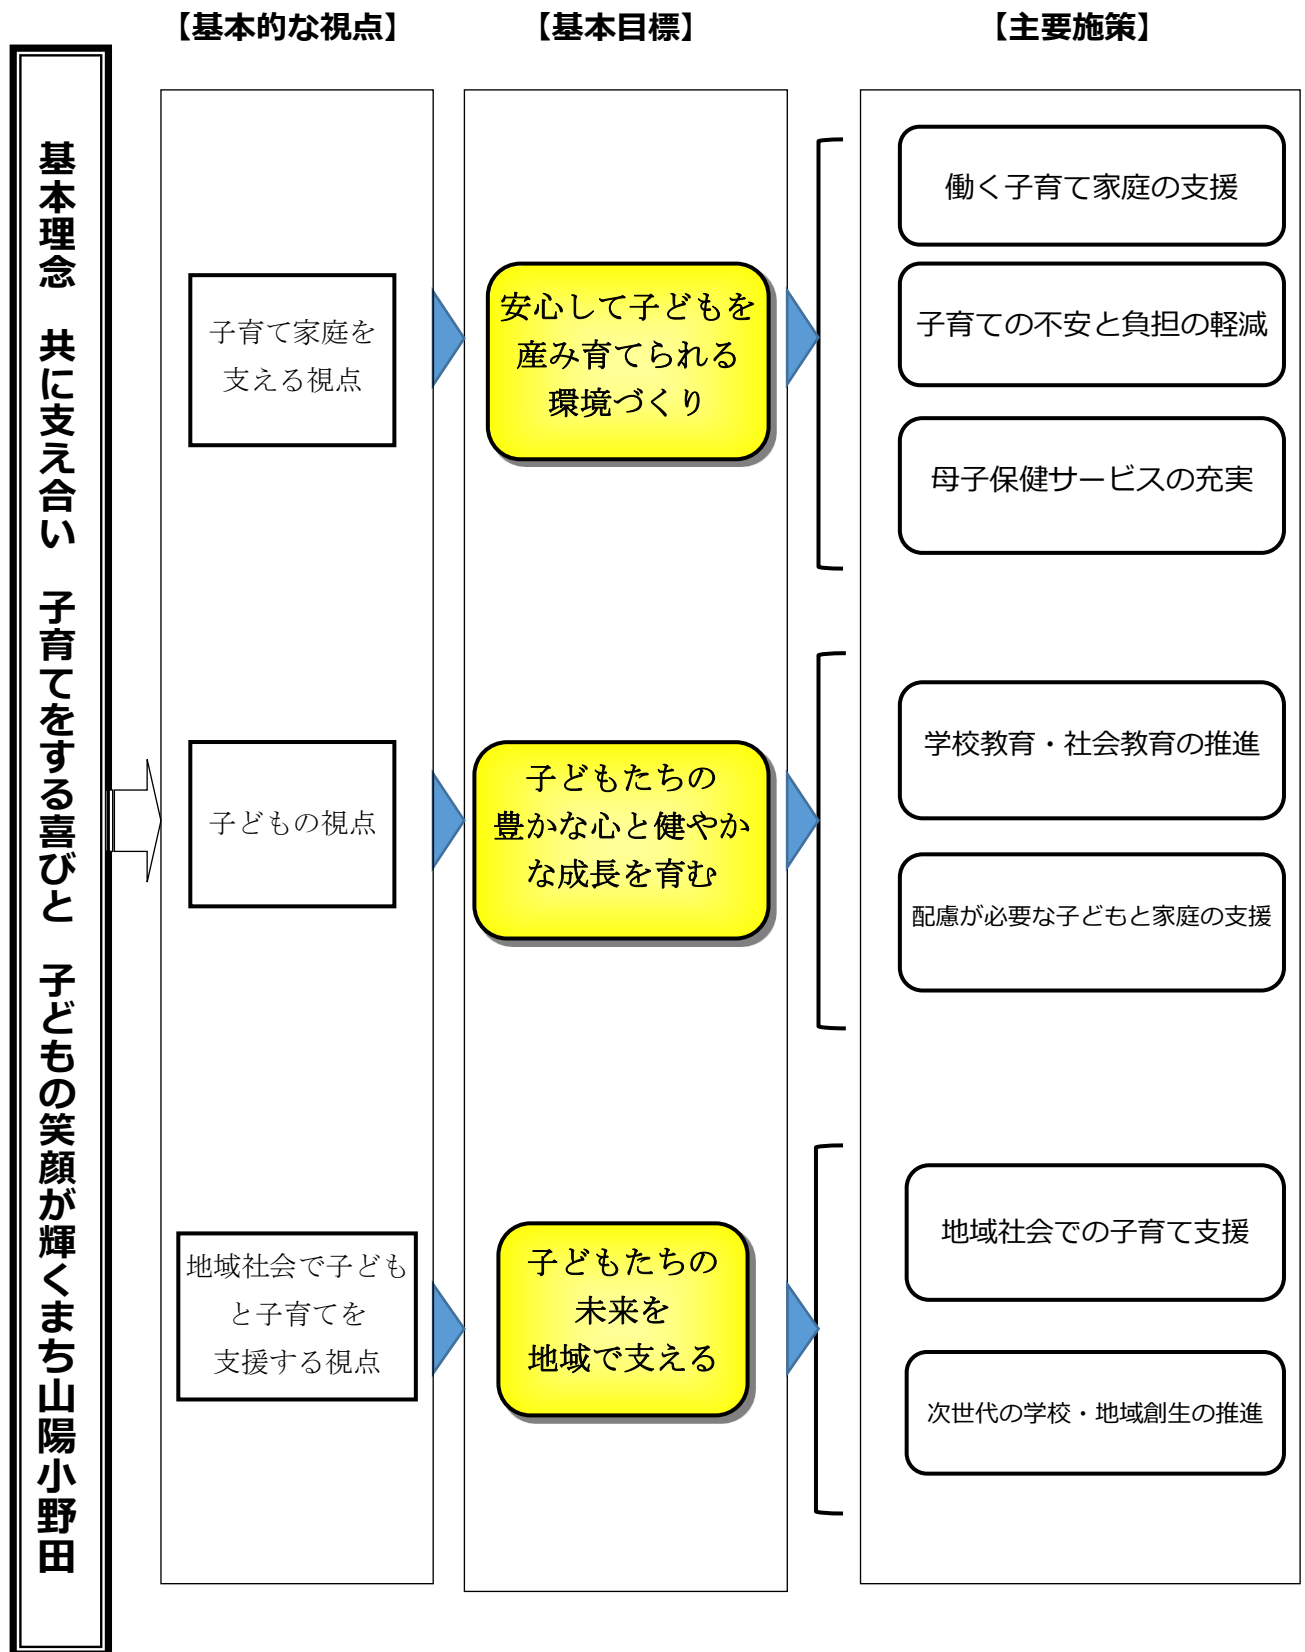 【基本的な視点】
【基本目標】
【主要施策】
基本理念　共に支え合い　子育てをする喜びと　子どもの笑顔が輝くまち山陽小野田
子育て家庭を
支える視点
安心して子どもを
産み育てられる
環境づくり
働く子育て家庭の支援
子育ての不安と負担の軽減
母子保健サービスの充実
子どもの視点
子どもたちの
豊かな心と健やか
な成長を育む
学校教育・社会教育の推進
配慮が必要な子どもと家庭の支援
地域社会で子ども
と子育てを
支援する視点
子どもたちの
未来を
地域で支える
地域社会での子育て支援
次世代の学校・地域創生の推進